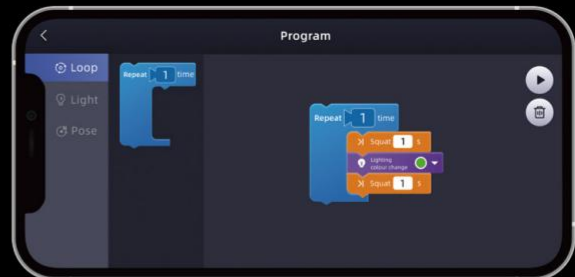 Program
Loop
Light
Pose
Repeat 1 time
Repeat 1 time
Squat 1 s
Lighting
colour change
Squat 1 s